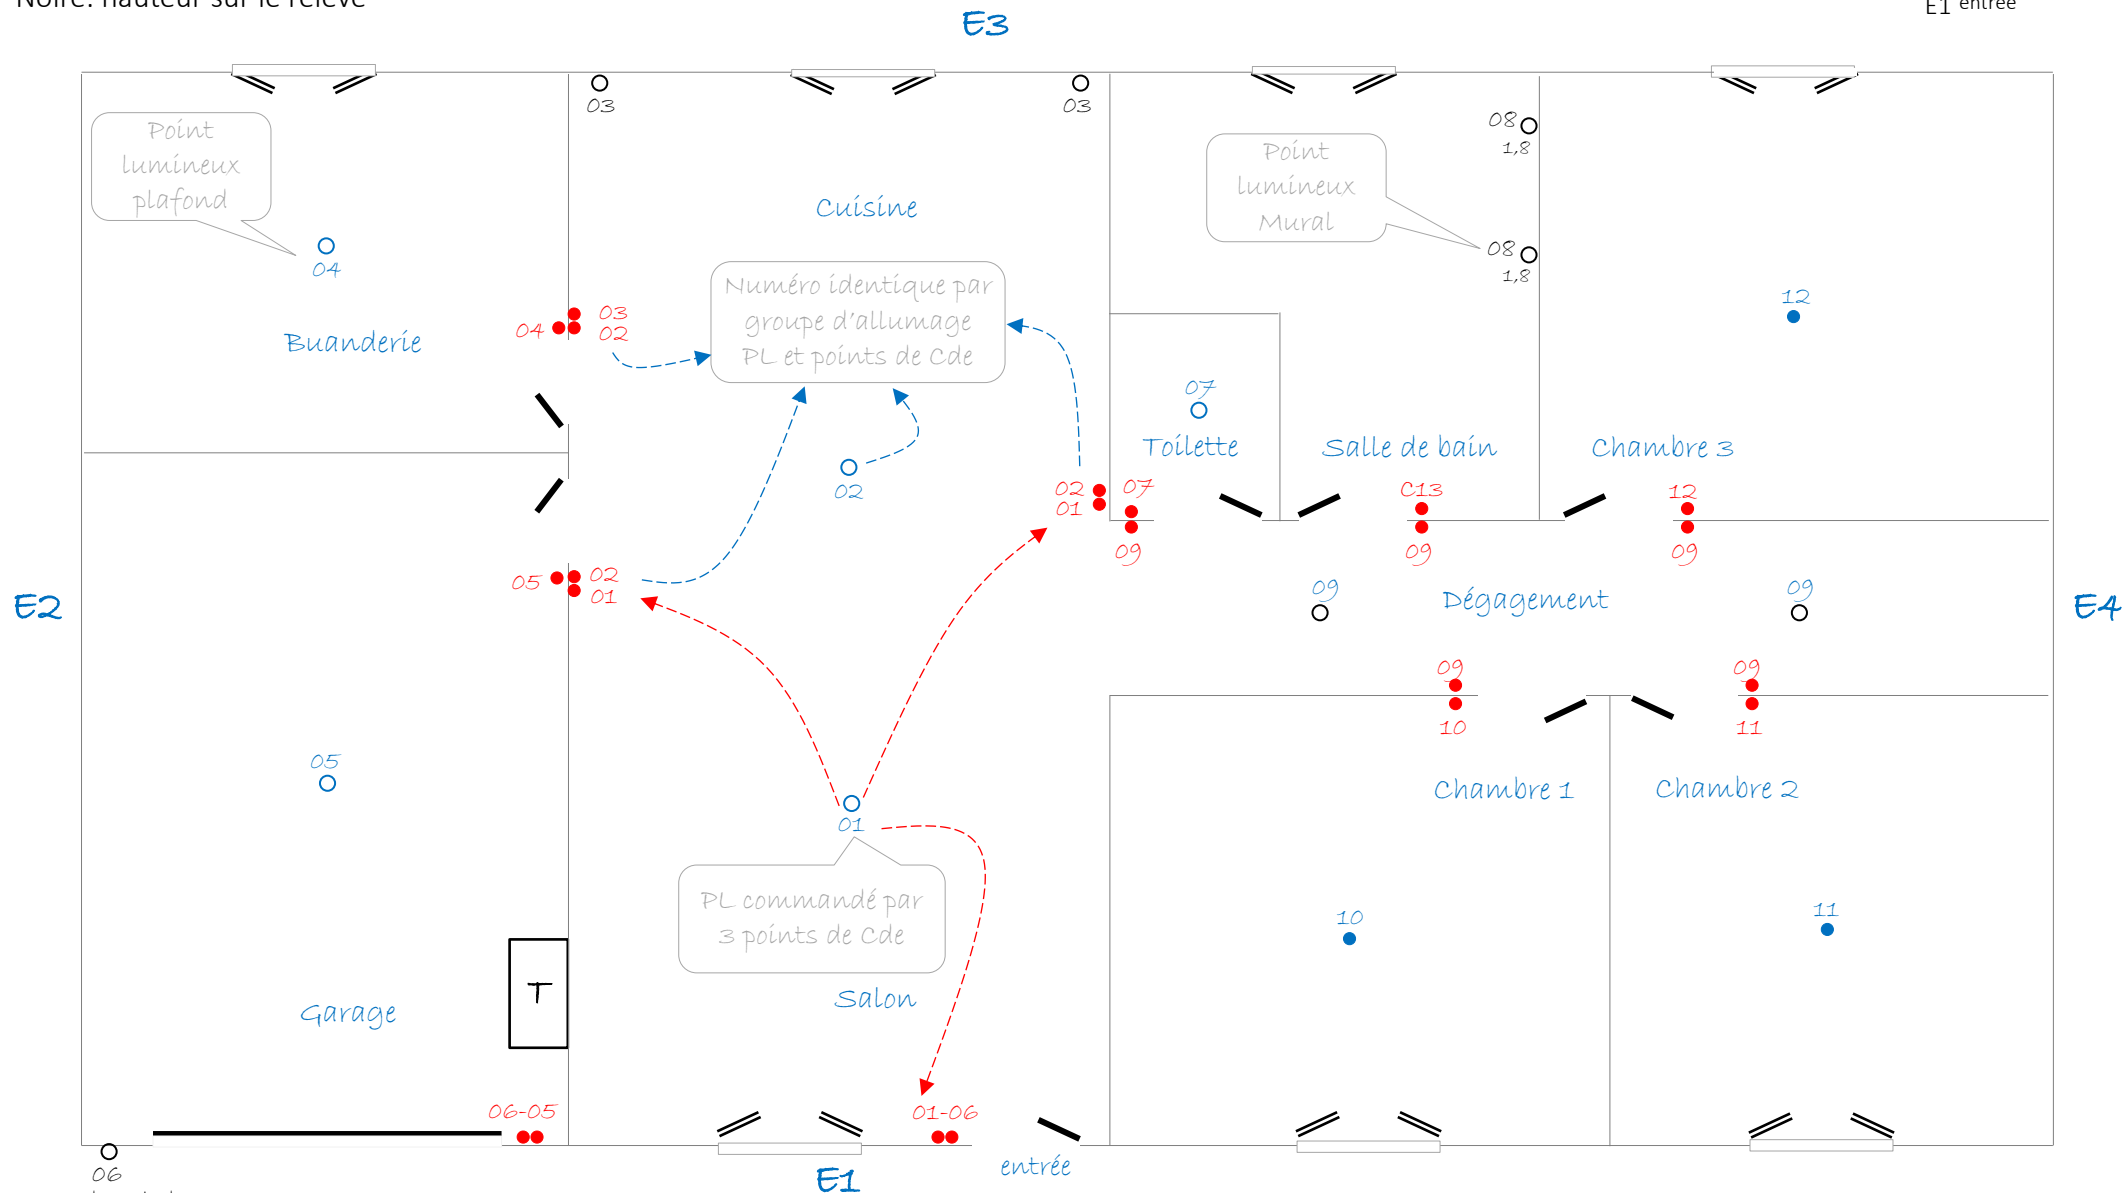 Noire: hauteur sur le relevé
E1 entrée
E3
03
03
Point
lumineux
plafond
08
1,8
Point
lumineux
Mural
Cuisine
08
1,8
04
Numéro identique par
groupe d'allumage
PL et points de Cde
12
03
04
02
Buanderie
07
Toilette
Salle de bain
Chambre 3
02
02
01
07
C13
12
09
09
09
05
02
01
09
09
Dégagement
E2
E4
09
09
10
11
05
Chambre 1
Chambre 2
01
PL commandé par
3 points de Cde
10
11
T
Salon
Garage
06-05
01-06
entrée
06
E1